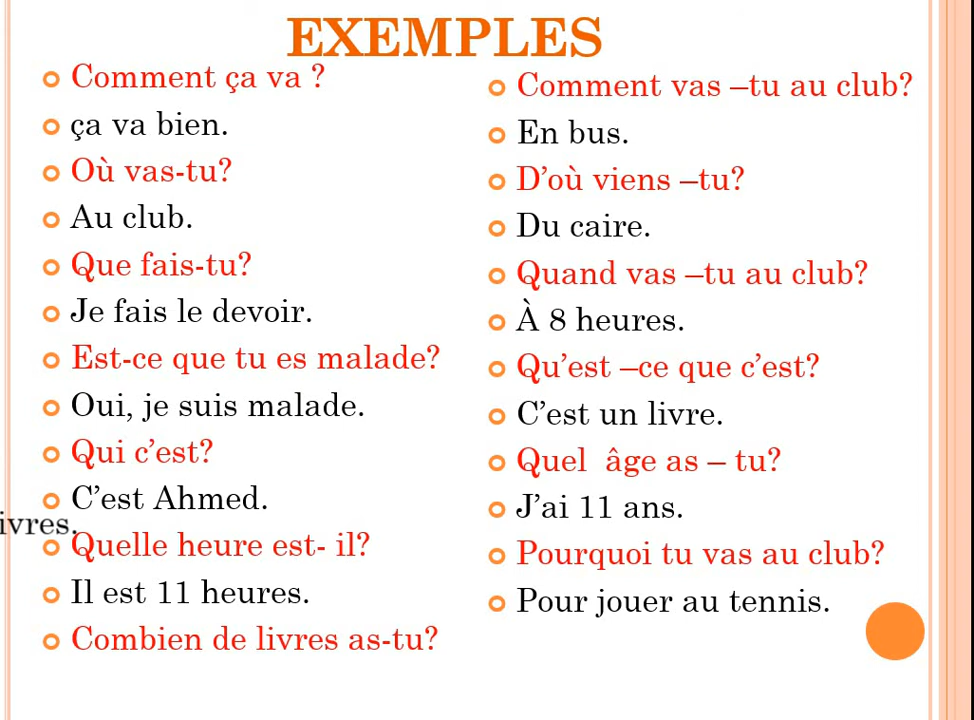 EXEMPLES
Comment ça va ?
ça va bien.
Où vas-tu?
Au club.
Que fais-tu?
Je fais le devoir.
Est-ce que tu es malade?
Oui, je suis malade.
Qui c’est?
C’est Ahmed.
ivres.
Quelle heure est- il?
Il est 11 heures.
Combien de livres as-tu?
Comment vas –tu au club?
En bus.
D’où viens –tu?
Du caire.
Quand vas –tu au club?
À 8 heures.
Qu’est –ce que c’est?
C’est un livre.
Quel  âge as – tu?
J’ai 11 ans.
Pourquoi tu vas au club?
Pour jouer au tennis.